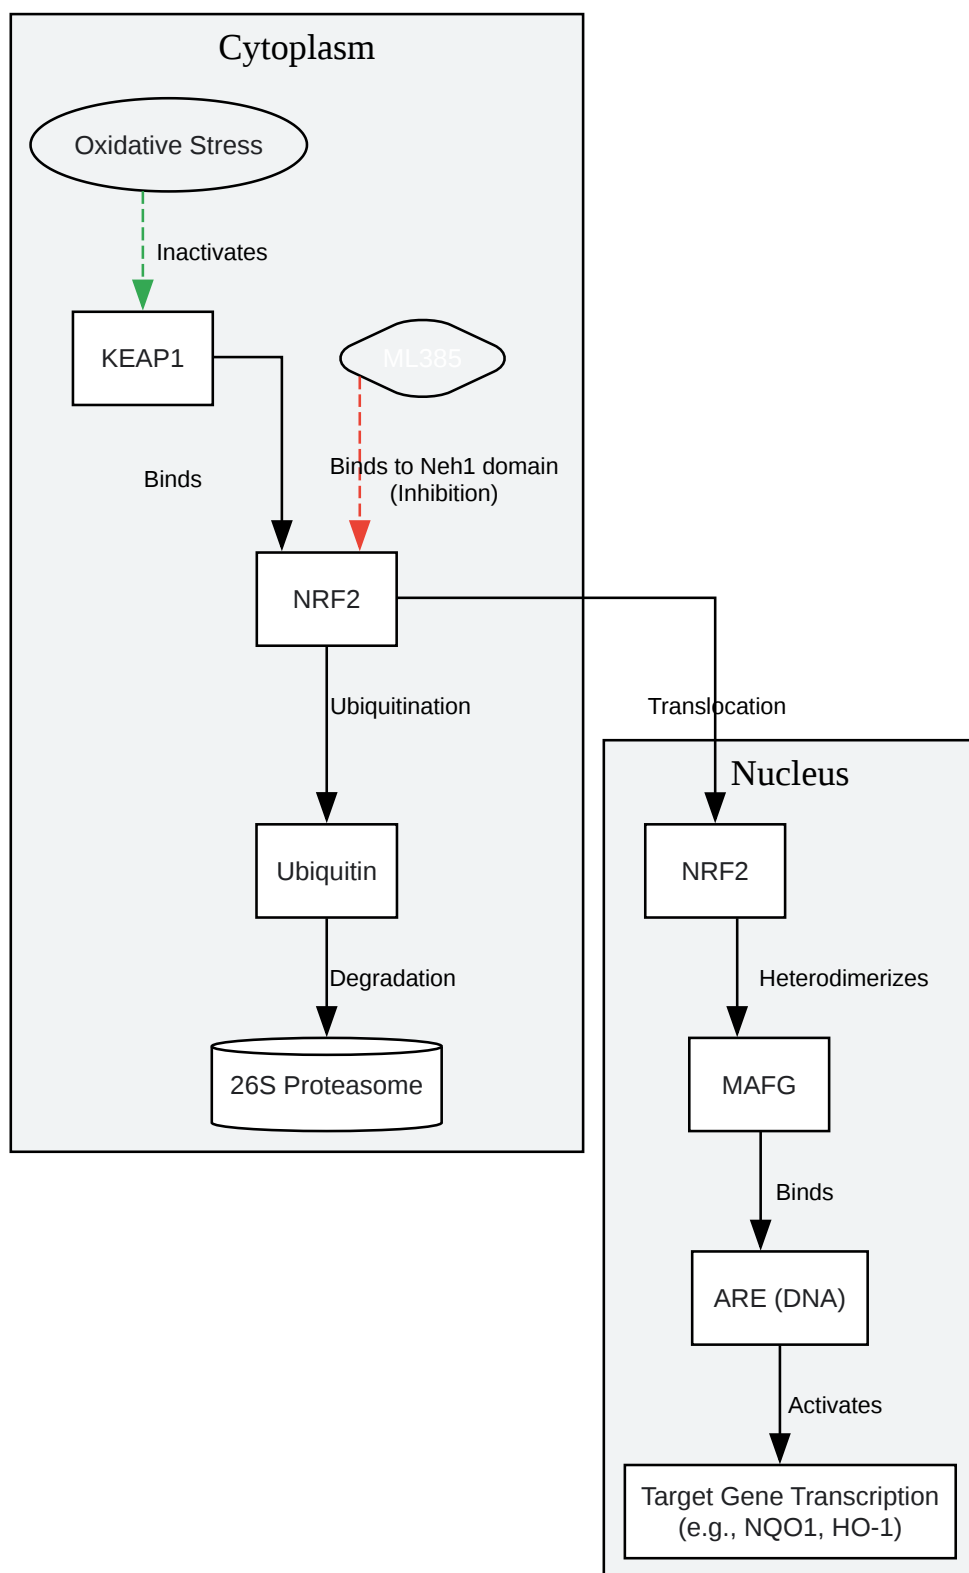 Cytoplasm
Oxidative Stress
Inactivates
KEAP1
ML385
Binds
Binds to Neh1 domain
(Inhibition)
NRF2
Ubiquitination
Translocation
Nucleus
Ubiquitin
NRF2
Degradation
Heterodimerizes
26S Proteasome
MAFG
Binds
ARE (DNA)
Activates
Target Gene Transcription
(e.g., NQO1, HO-1)